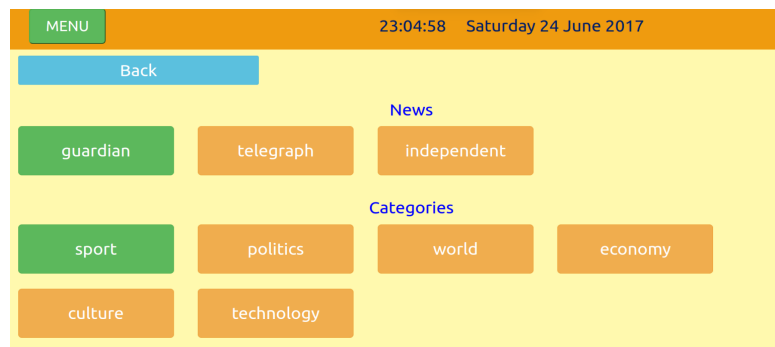 MENU 23:04:58 Saturday 24 June 2017
Back
News
guardian telegraph independent
Categories
sport politics world economy
culture technology